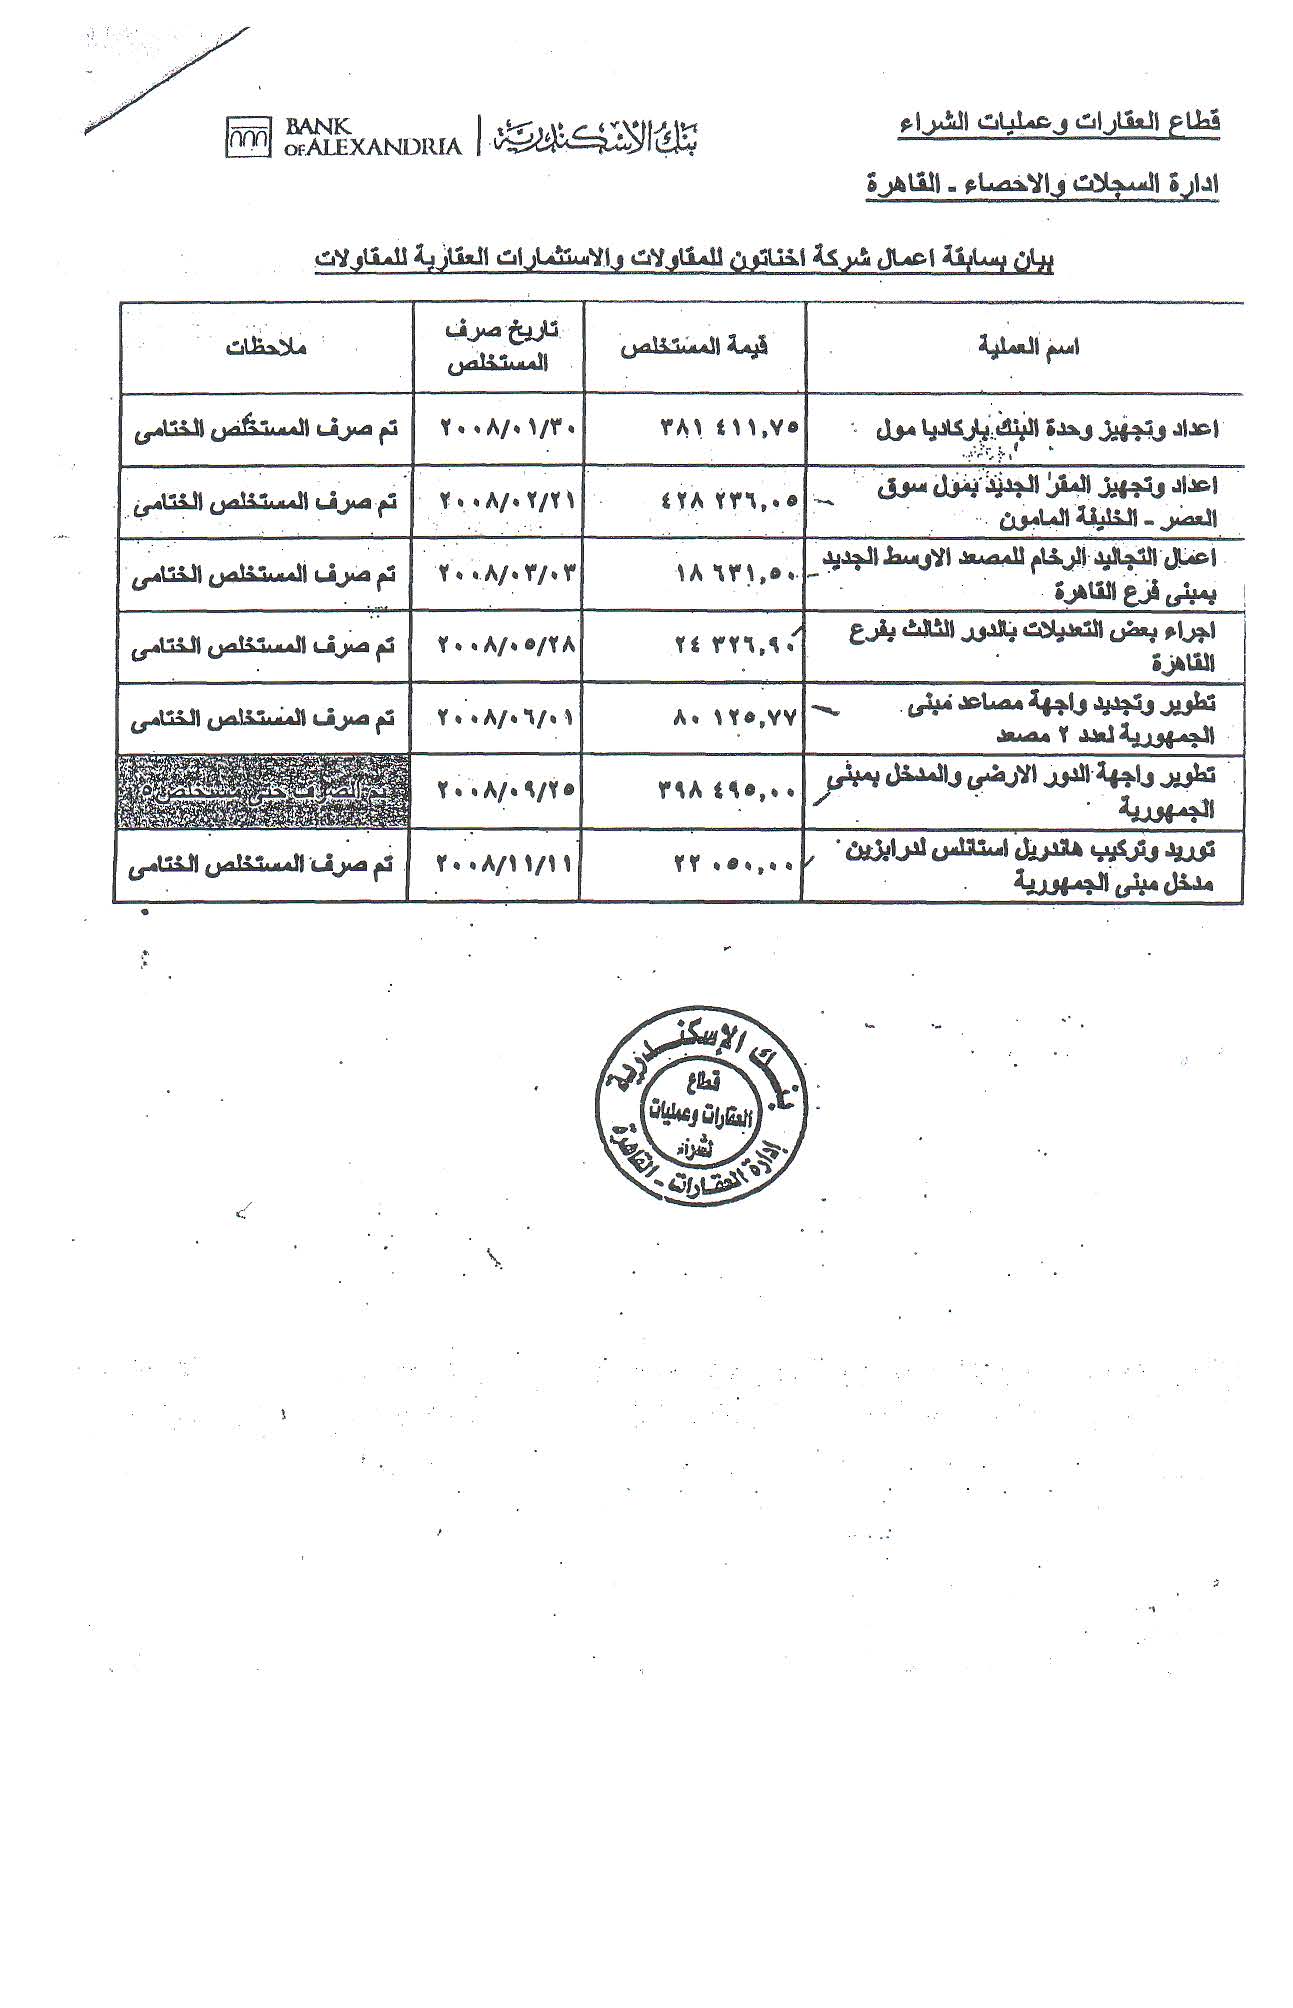 قطاع العقارات وعمليات الشراء
BANK
OF ALEXANDRIA | بنك الإسكندرية
ادارة السجلات والاحصاء - القاهرة
بيان بسابقة اعمال شركة اخناتون للمقاولات والاستثمارات العقارية للمقاولات
اسم العملية قيمة المستخلص تاريخ صرف المستخلص ملاحظات
اعداد وتجهيز وحدة البنك باركاديا مول ٣٨١ ٤١١,٧٥ ٢٠٠٨/٠١/٣٠ تم صرف المستخلص الختامى
اعداد وتجهيز المقر الجديد بمول سوق
العصر - الخليفة المامون ٤٢٨ ٢٣٦,٠٥ ٢٠٠٨/٠٢/٢١ تم صرف المستخلص الختامى
اعمال التجاليد الرخام للمصعد الاوسط الجديد
بمبنى فرع القاهرة ١٨ ٦٣١,٥٠ ٢٠٠٨/٠٣/٠٣ تم صرف المستخلص الختامى
اجراء بعض التعديلات بالدور الثالث بفرع
القاهرة ٢٤ ٣٢٦,٩٠ ٢٠٠٨/٠٥/٢٨ تم صرف المستخلص الختامى
تطوير وتجديد واجهة مصاعد مبنى
الجمهورية لعدد ٢ مصعد ٨٠ ١٢٥,٧٧ ٢٠٠٨/٠٦/٠١ تم صرف المستخلص الختامى
تطوير واجهة الدور الارضى والمدخل بمبنى
الجمهورية ٣٩٨ ٤٩٥,٠٠ ٢٠٠٨/٠٩/٢٥ تم الصرف حتى مستخلص ٥
توريد وتركيب هاندريل استانلس لدرابزين
مدخل مبنى الجمهورية ٢٢ ٠٥٠,٠٠ ٢٠٠٨/١١/١١ تم صرف المستخلص الختامى
بنك الإسكندرية
قطاع
العقارات وعمليات
الشراء
إدارة العقارات - القاهرة